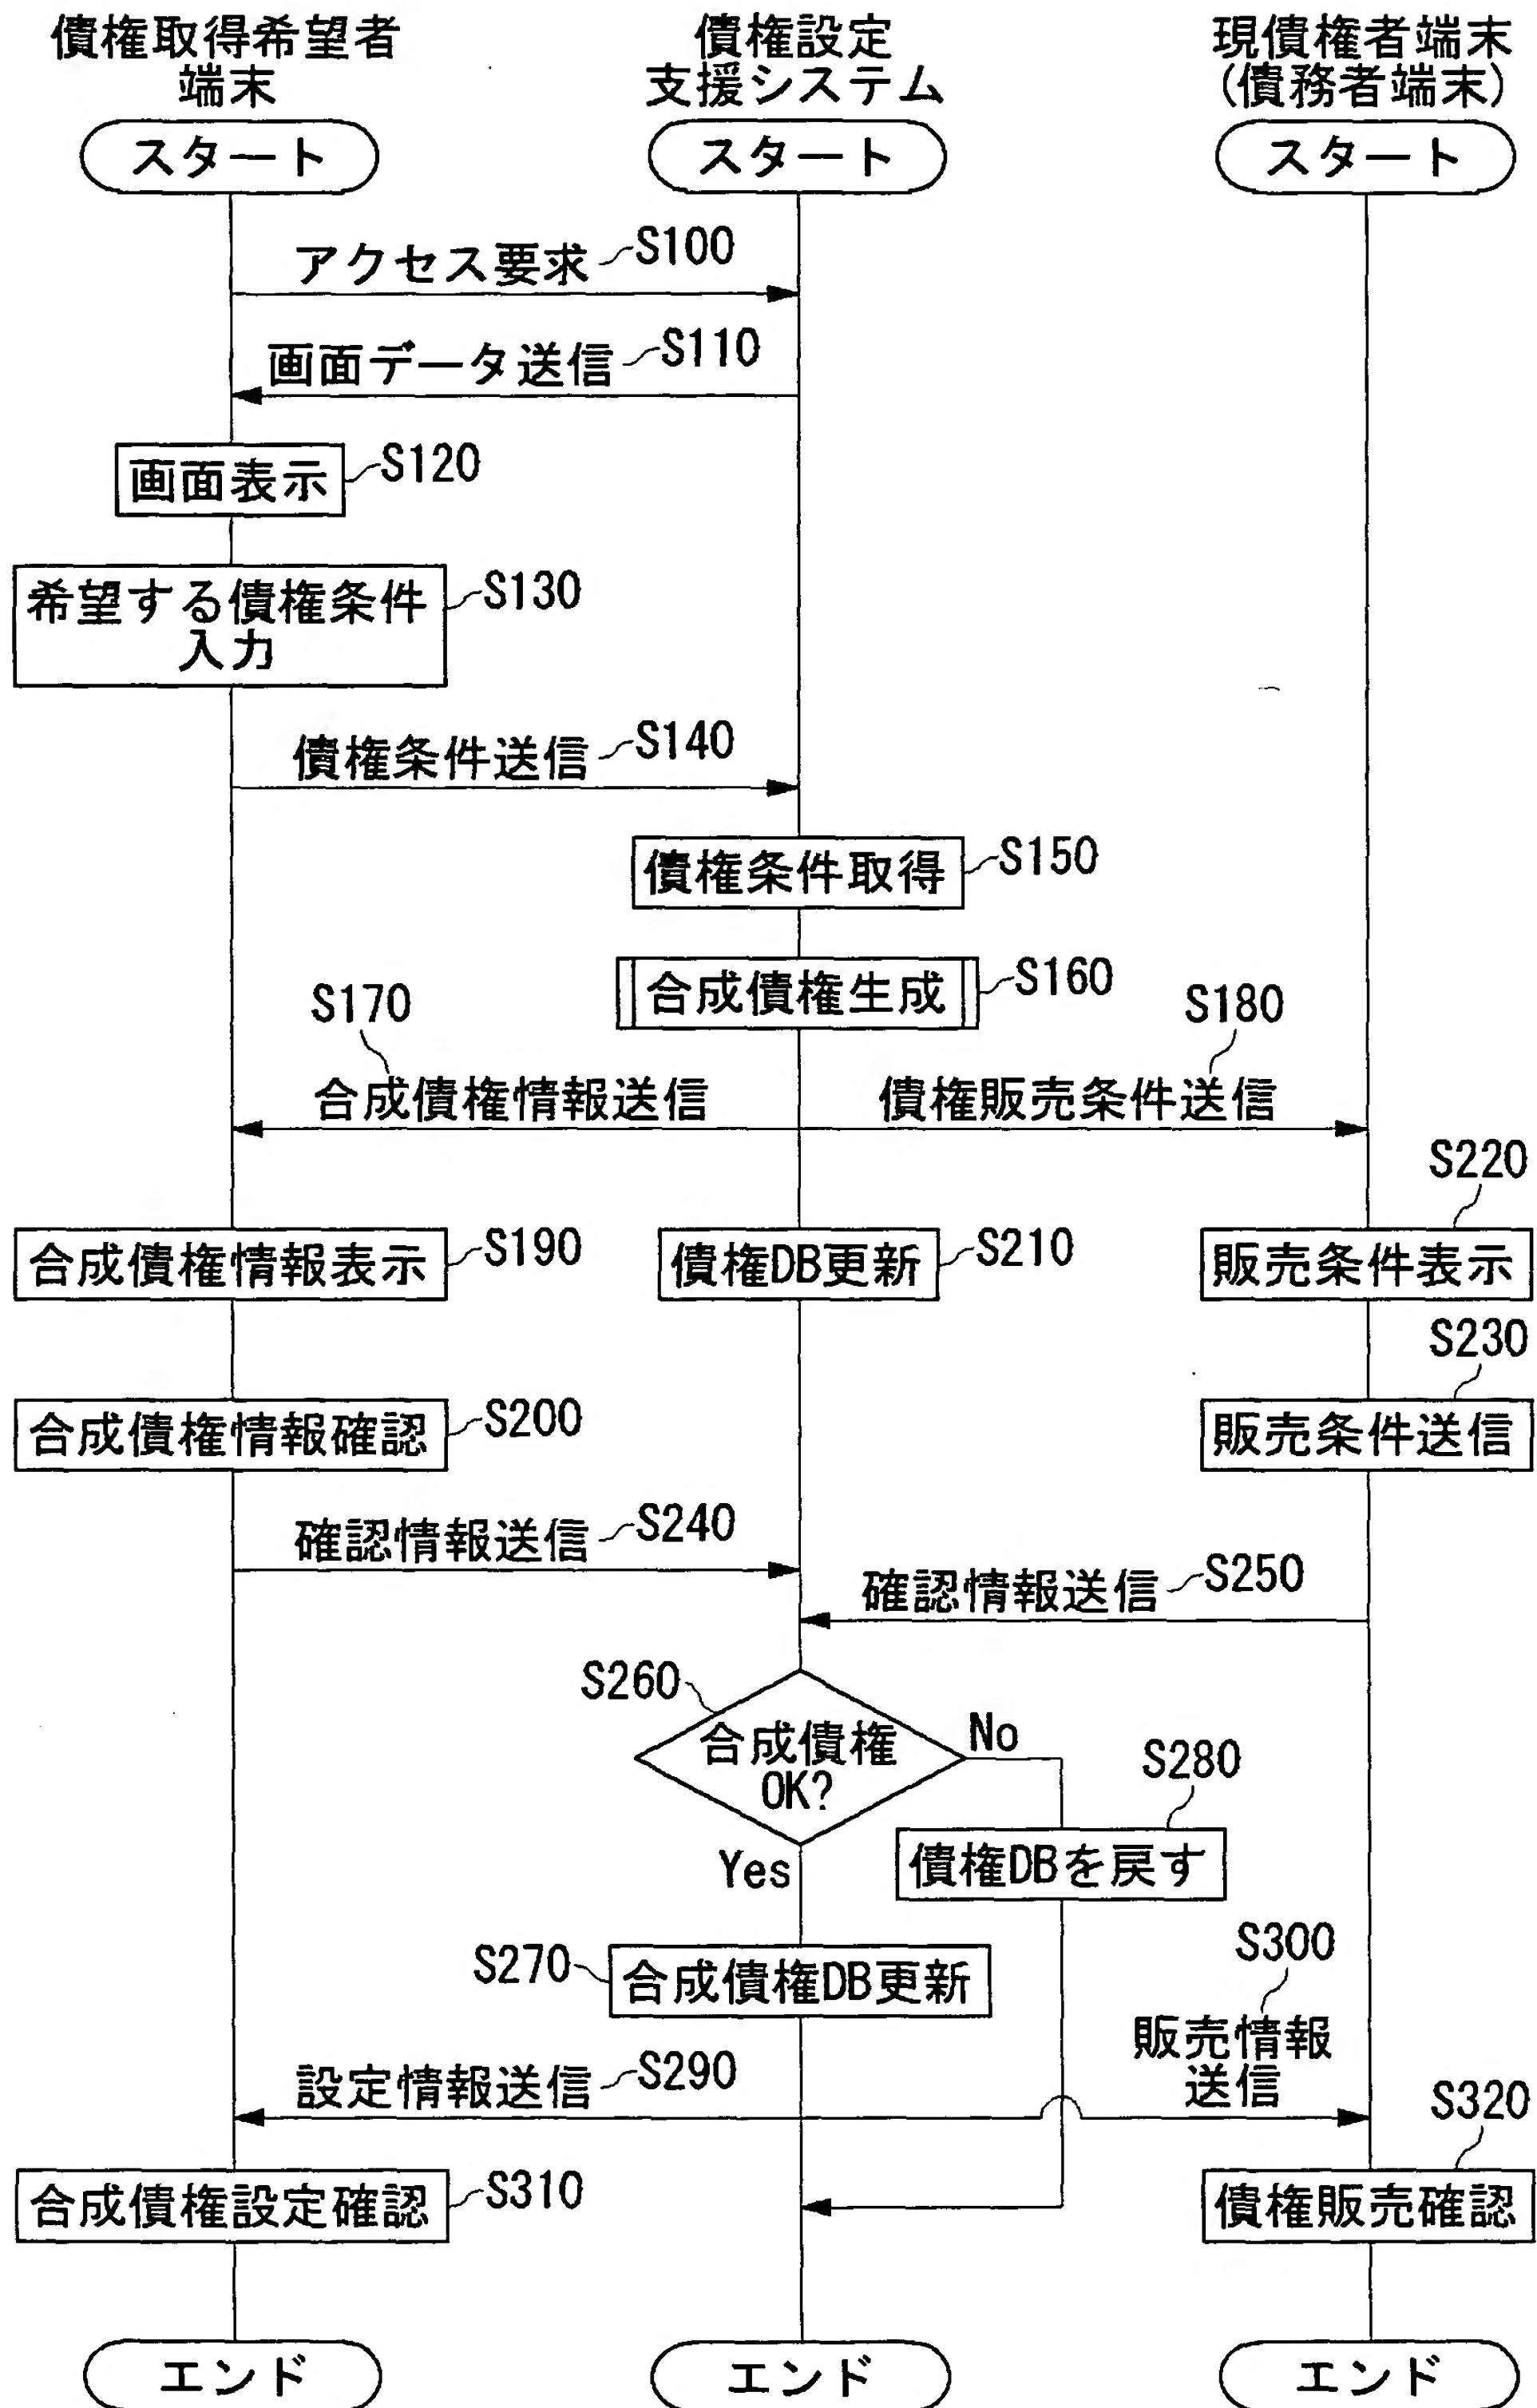 債権取得希望者
端末
債権設定
支援システム
現債権者端末
(債務者端末)
スタート
スタート
スタート
アクセス要求
S100
画面データ送信
S110
画面表示
S120
希望する債権条件
入力
S130
債権条件送信
S140
債権条件取得
S150
合成債権生成
S160
S170
合成債権情報送信
S180
債権販売条件送信
合成債権情報表示
S190
債権DB更新
S210
S220
販売条件表示
合成債権情報確認
S200
S230
販売条件送信
確認情報送信
S240
確認情報送信
S250
S260
合成債権
OK?
No
Yes
S280
債権DBを戻す
S270
合成債権DB更新
S300
販売情報
送信
設定情報送信
S290
合成債権設定確認
S310
S320
債権販売確認
エンド
エンド
エンド